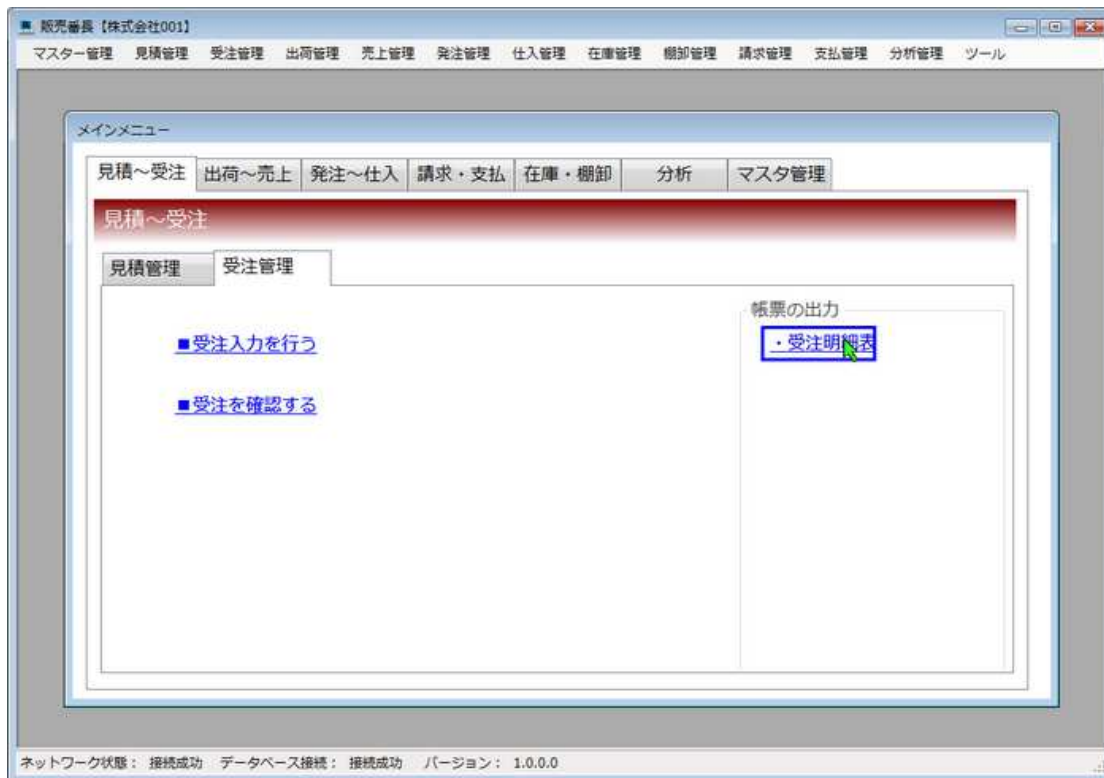 販売番長【株式会社001】
マスター管理 見積管理 受注管理 出荷管理 売上管理 発注管理 仕入管理 在庫管理 棚卸管理 請求管理 支払管理 分析管理 ツール
メインメニュー
見積～受注 出荷～売上 発注～仕入 請求・支払 在庫・棚卸 分析 マスタ管理
見積～受注
見積管理 受注管理
帳票の出力
■受注入力を行う ・受注明細表
■受注を確認する
ネットワーク状態： 接続成功 データベース接続： 接続成功 バージョン： 1.0.0.0